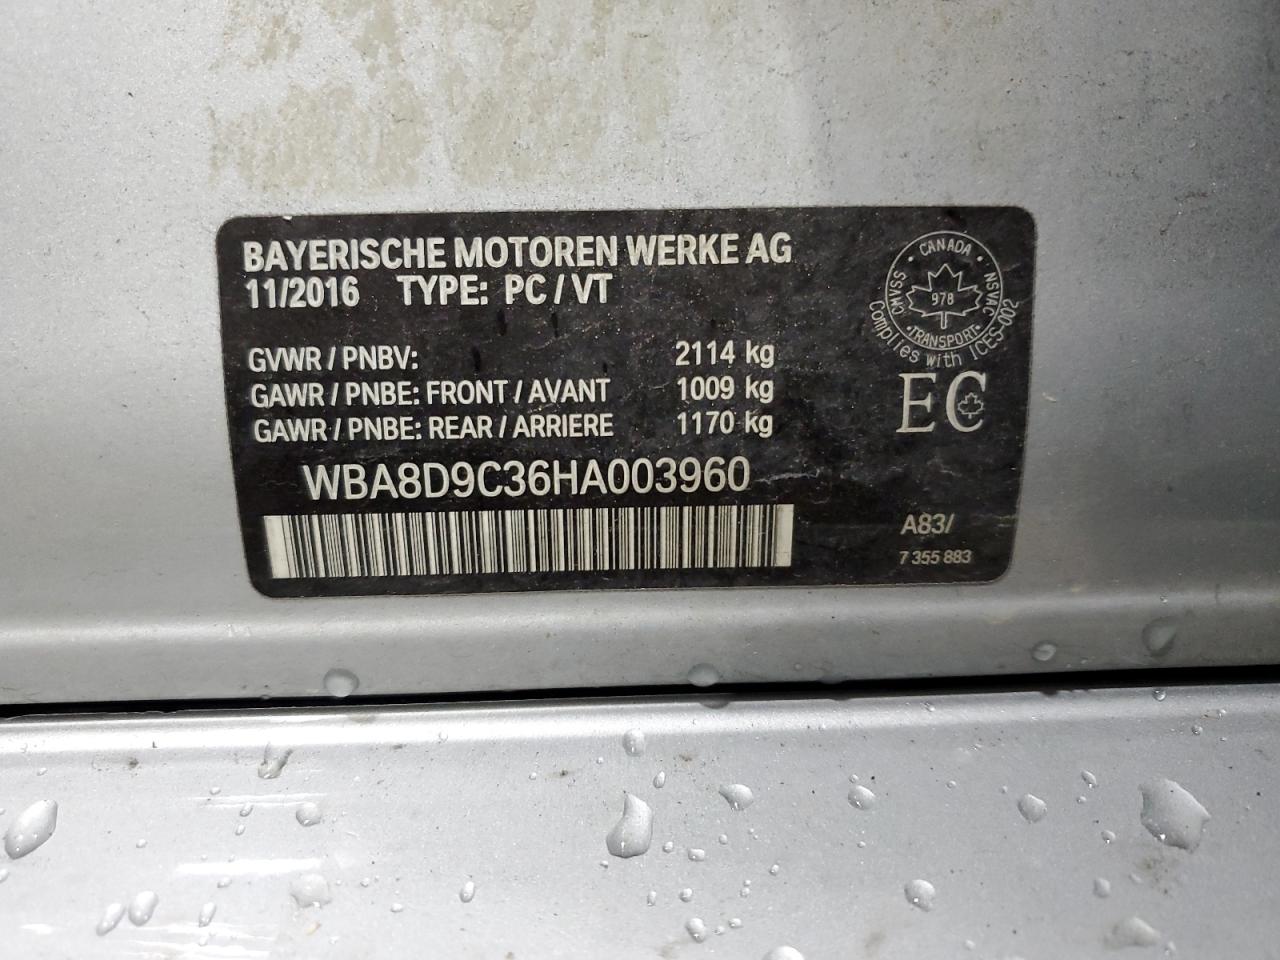 BAYERISCHE MOTOREN WERKE AG
11/2016 TYPE: PC / VT
GVWR / PNBV: 2114 kg
GAWR / PNBE: FRONT / AVANT 1009 kg
GAWR / PNBE: REAR / ARRIERE 1170 kg
WBA8D9C36HA003960
CANADA
CMVSS
NSVAC
978
TRANSPORT
Complies with ICES-002
EC
A83/
7 355 883